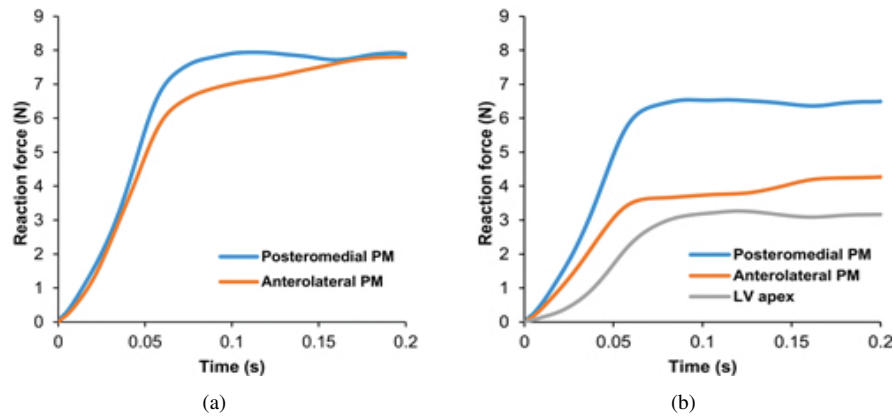 9
8
7
6
5
4
3
2
1
0
Reaction force (N)
Posteromedial PM
Anterolateral PM
0 0.05 0.1 0.15 0.2
Time (s)
(a)
9
8
7
6
5
4
3
2
1
0
Reaction force (N)
Posteromedial PM
Anterolateral PM
LV apex
0 0.05 0.1 0.15 0.2
Time (s)
(b)